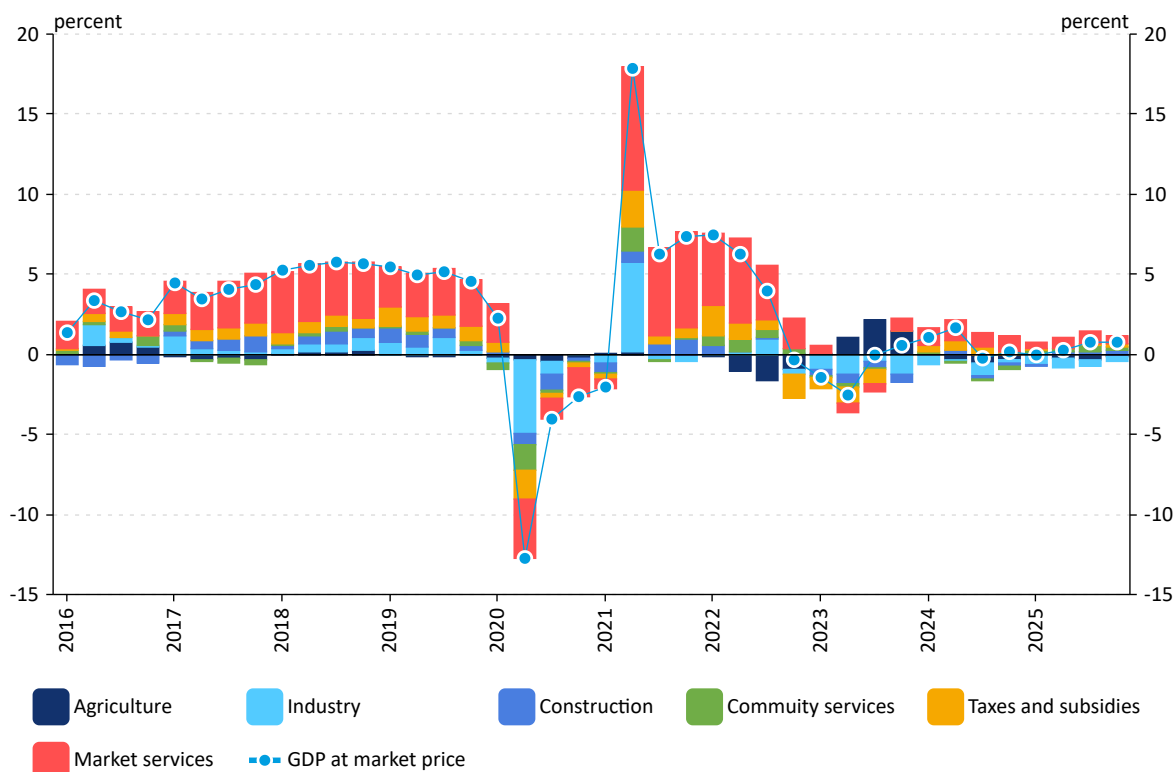 percent percent
20 20
15 15
10 10
5 5
0 0
-5 -5
-10 -10
-15 -15
2016 2017 2018 2019 2020 2021 2022 2023 2024 2025
Agriculture Industry Construction Commuity services Taxes and subsidies
Market services GDP at market price